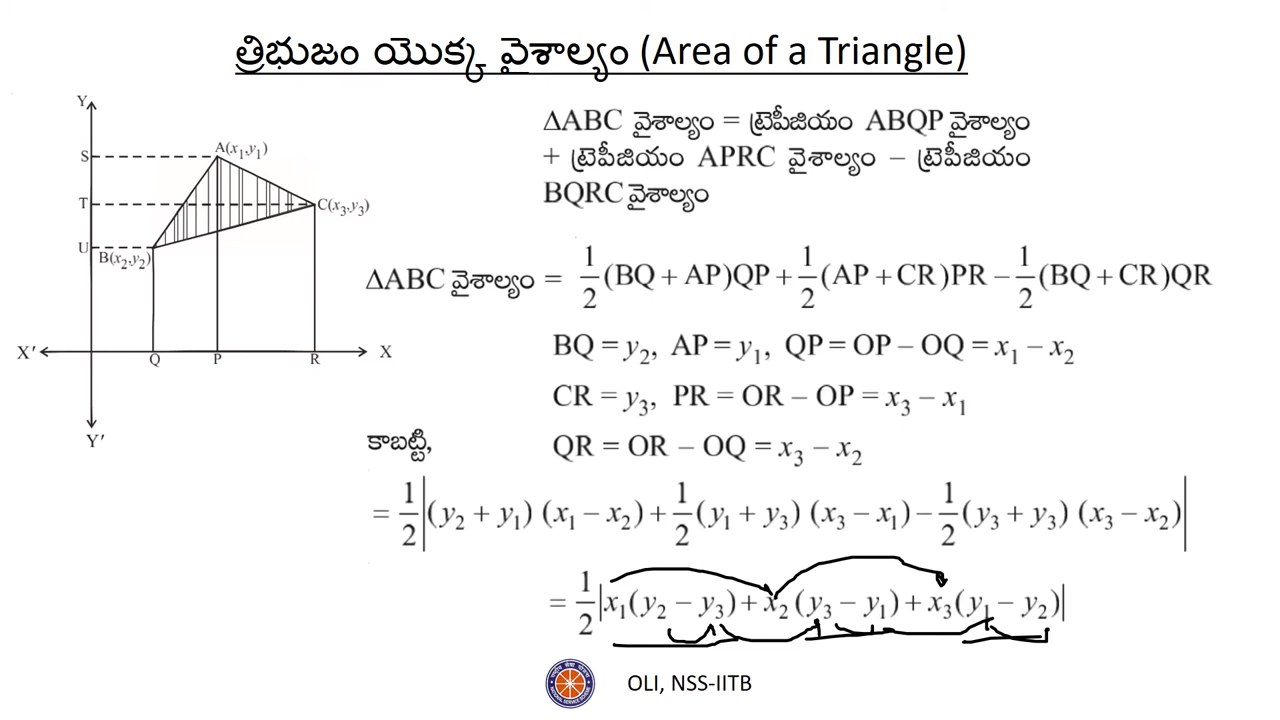 త్రిభుజం యొక్క వైశాల్యం (Area of a Triangle)
Y
S
A(x₁,y₁)
T
C(x₃,y₃)
U
B(x₂,y₂)
X′
Q
P
R
X
Y′
ΔABC వైశాల్యం = ట్రెపీజియం ABQP వైశాల్యం
+ ట్రెపీజియం APRC వైశాల్యం – ట్రెపీజియం
BQRC వైశాల్యం
ΔABC వైశాల్యం = 1/2(BQ + AP)QP + 1/2(AP + CR)PR – 1/2(BQ + CR)QR
BQ = y₂, AP = y₁, QP = OP – OQ = x₁ – x₂
CR = y₃, PR = OR – OP = x₃ – x₁
కాబట్టి, QR = OR – OQ = x₃ – x₂
= 1/2|(y₂ + y₁) (x₁ – x₂) + 1/2(y₁ + y₃) (x₃ – x₁) – 1/2(y₃ + y₃) (x₃ – x₂)|
= 1/2|x₁(y₂ – y₃) + x₂(y₃ – y₁) + x₃(y₁ – y₂)|
OLI, NSS-IITB